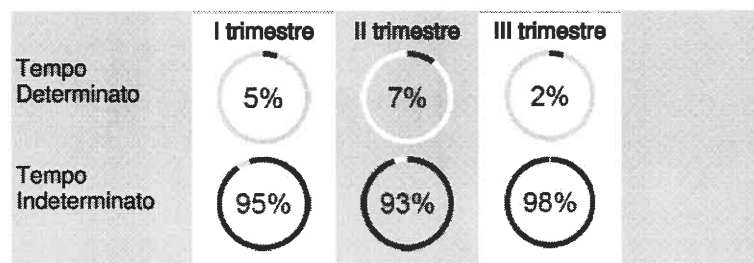 I trimestre II trimestre III trimestre
Tempo
Determinato
5% 7% 2%
Tempo
Indeterminato
95% 93% 98%